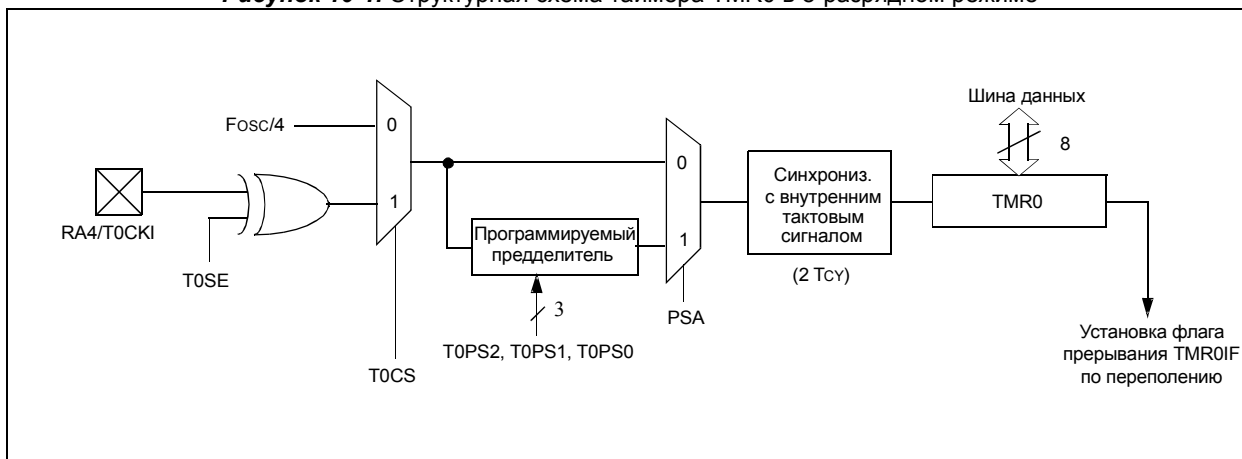 Рисунок 10-1. Структурная схема таймера TMR0 в 8-разрядном режиме
Шина данных
FOSC/4
0
8
0
Синхрониз.
с внутренним
тактовым
сигналом
TMR0
1
RA4/T0CKI
Программируемый
предделитель
1
(2 TCY)
T0SE
3
PSA
T0PS2, T0PS1, T0PS0
T0CS
Установка флага
прерывания TMR0IF
по переполению